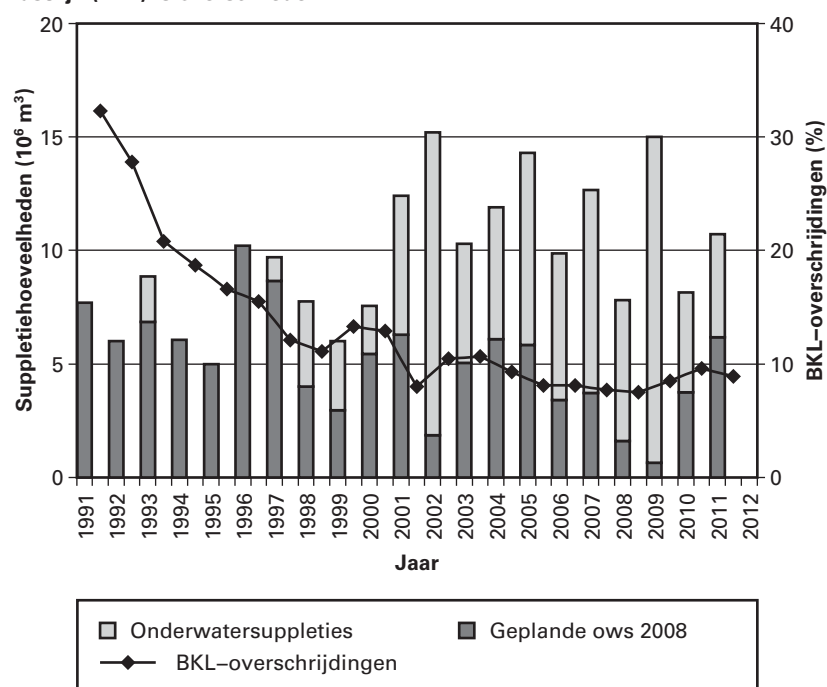 20
15
10
5
0
40
30
20
10
0
Suppletiehoeveelheden (10⁶ m³)
BKL–overschrijdingen (%)
1991 1992 1993 1994 1995 1996 1997 1998 1999 2000 2001 2002 2003 2004 2005 2006 2007 2008 2009 2010 2011 2012
Jaar
Onderwatersuppleties
Geplande ows 2008
BKL–overschrijdingen